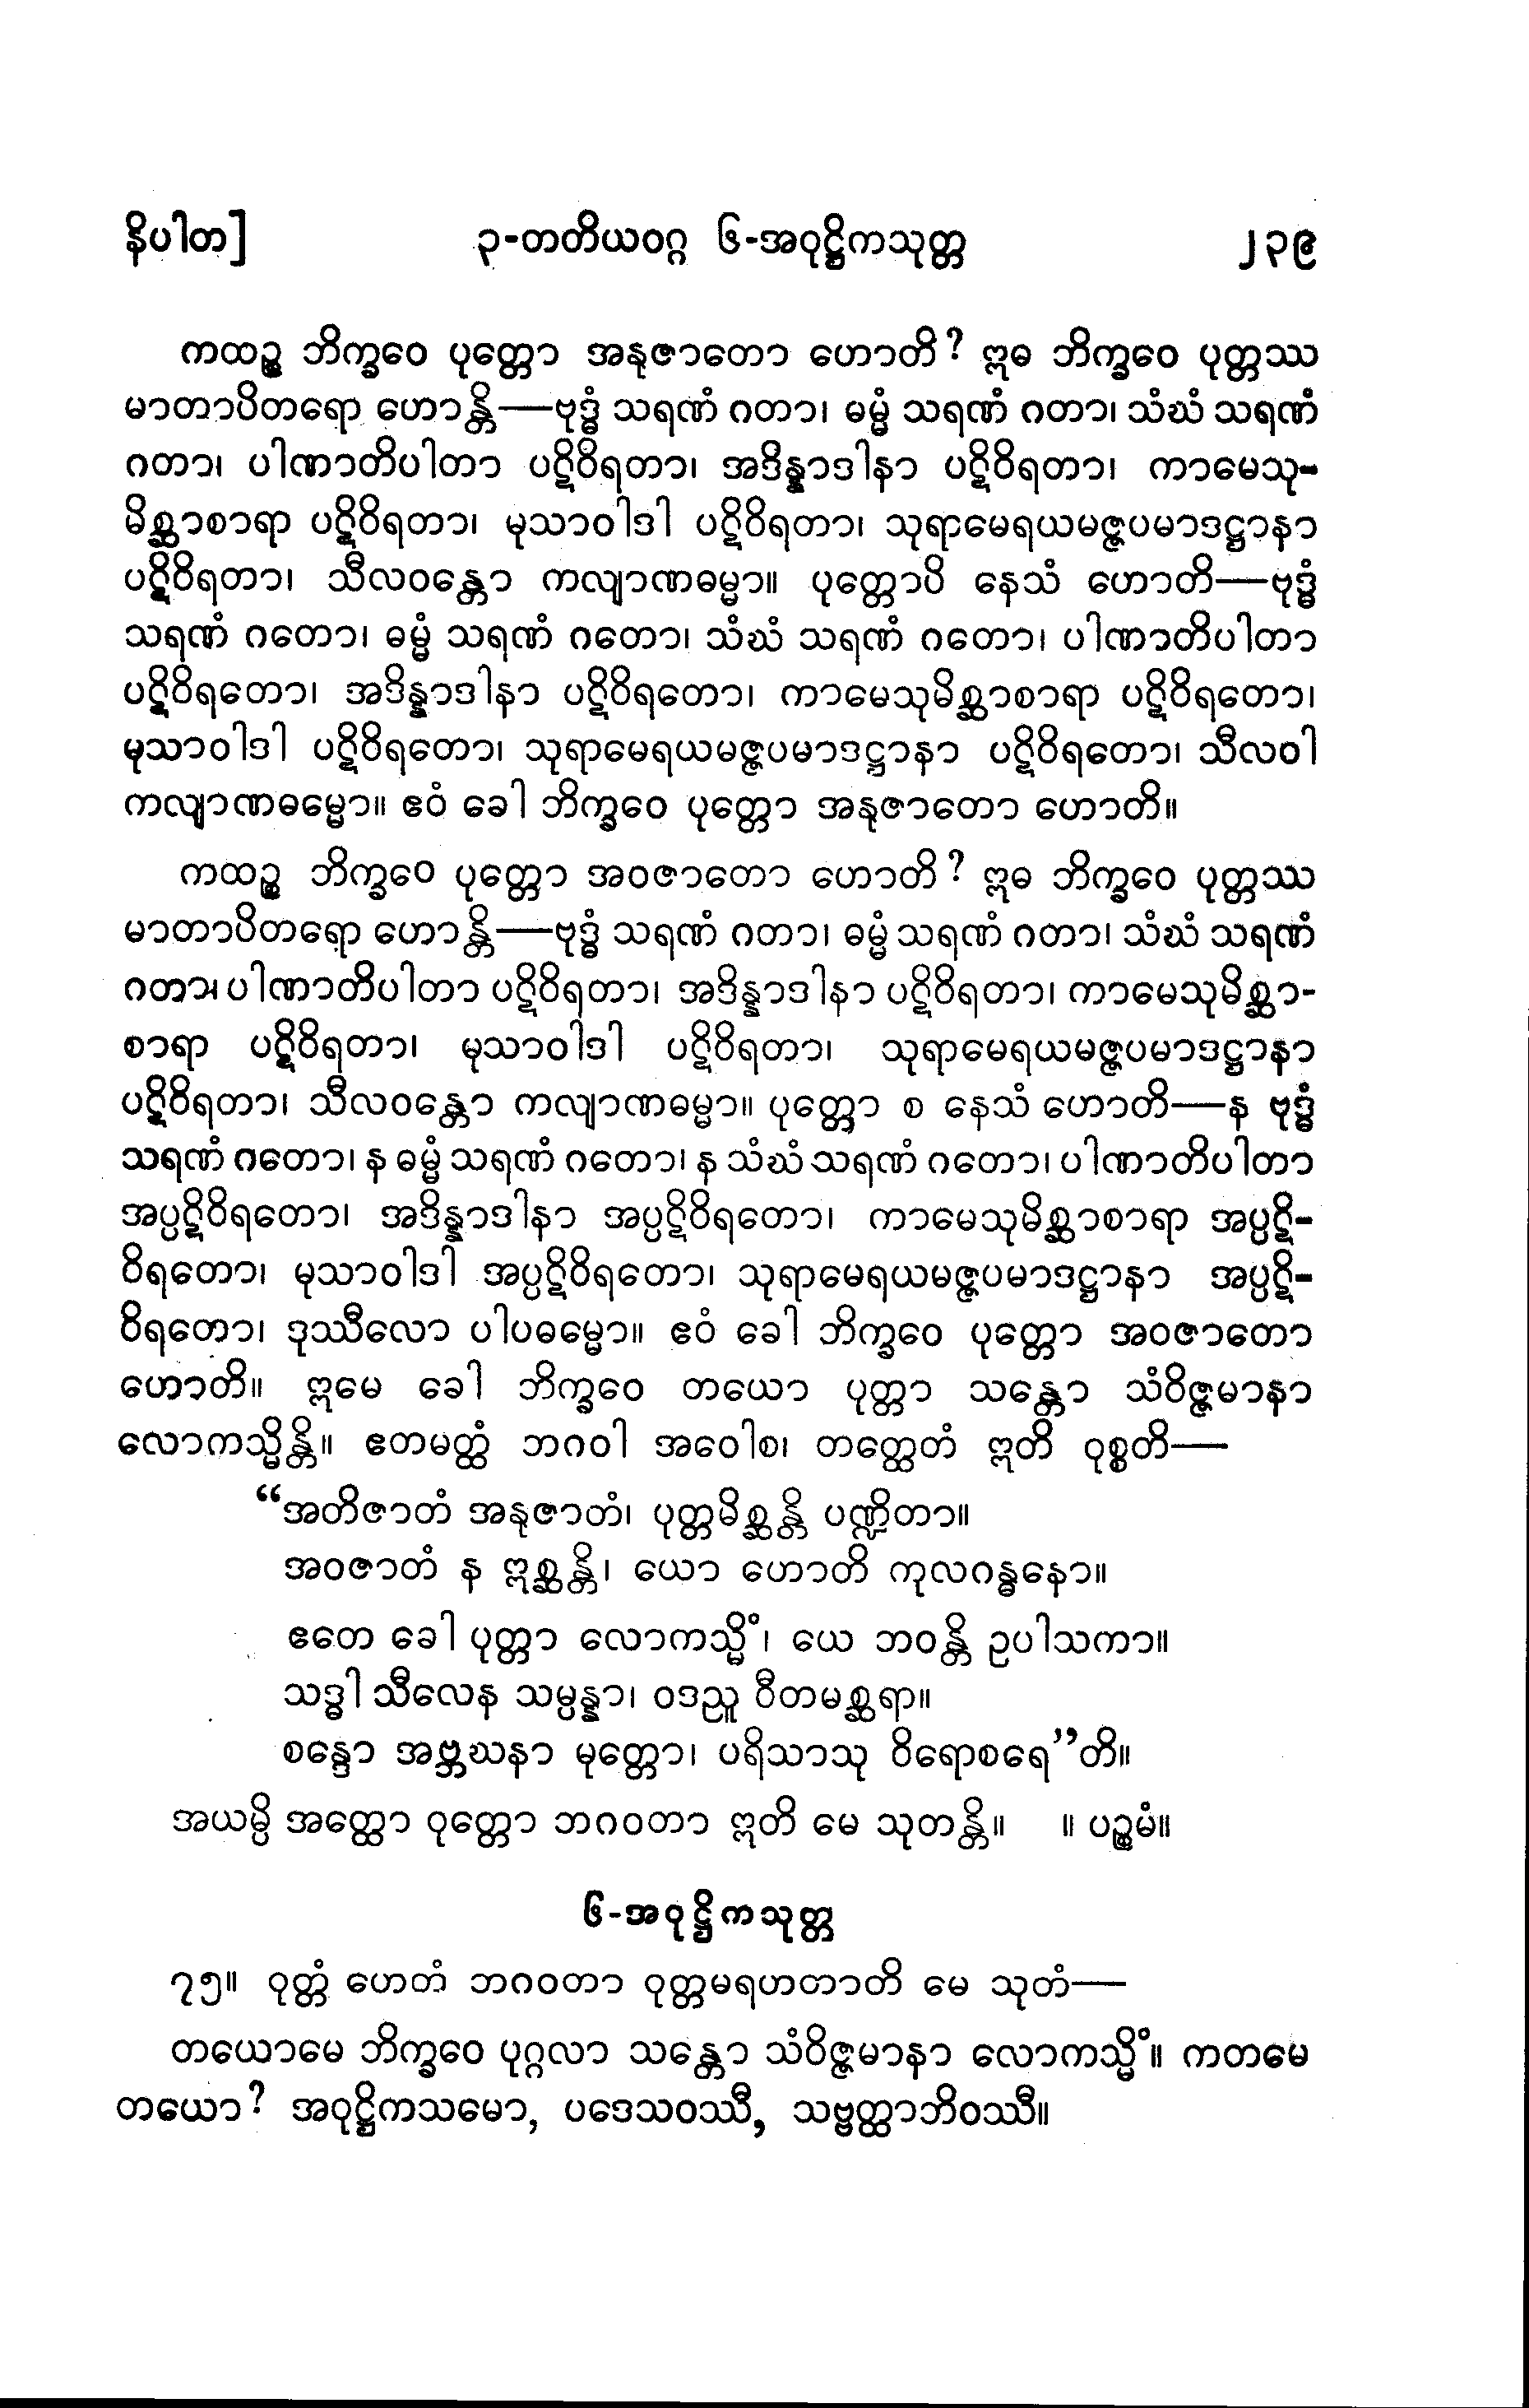 နိပါတ] ၃-တတိယဝဂ္ဂ ၆-အဝုဋ္ဌိကသုတ္တ ၂၃၉
ကထဉ္စ ဘိက္ခဝေ ပုတ္တော အနုဇာတော ဟောတိ? ဣဓ ဘိက္ခဝေ ပုတ္တဿ
မာတာပိတရော ဟောန္တိ—ဗုဒ္ဓံ သရဏံ ဂတာ၊ ဓမ္မံ သရဏံ ဂတာ၊ သံဃံ သရဏံ
ဂတာ၊ ပါဏာတိပါတာ ပဋိဝိရတာ၊ အဒိန္နာဒါနာ ပဋိဝိရတာ၊ ကာမေသု-
မိစ္ဆာစာရာ ပဋိဝိရတာ၊ မုသာဝါဒါ ပဋိဝိရတာ၊ သုရာမေရယမဇ္ဇပမာဒဋ္ဌာနာ
ပဋိဝိရတာ၊ သီလဝန္တော ကလျာဏဓမ္မာ။ ပုတ္တောပိ နေသံ ဟောတိ—ဗုဒ္ဓံ
သရဏံ ဂတော၊ ဓမ္မံ သရဏံ ဂတော၊ သံဃံ သရဏံ ဂတော၊ ပါဏာတိပါတာ
ပဋိဝိရတော၊ အဒိန္နာဒါနာ ပဋိဝိရတော၊ ကာမေသုမိစ္ဆာစာရာ ပဋိဝိရတော၊
မုသာဝါဒါ ပဋိဝိရတော၊ သုရာမေရယမဇ္ဇပမာဒဋ္ဌာနာ ပဋိဝိရတော၊ သီလဝါ
ကလျာဏဓမ္မော။ ဧဝံ ခေါ ဘိက္ခဝေ ပုတ္တော အနုဇာတော ဟောတိ။
ကထဉ္စ ဘိက္ခဝေ ပုတ္တော အဝဇာတော ဟောတိ? ဣဓ ဘိက္ခဝေ ပုတ္တဿ
မာတာပိတရော ဟောန္တိ—ဗုဒ္ဓံ သရဏံ ဂတာ၊ ဓမ္မံ သရဏံ ဂတာ၊ သံဃံ သရဏံ
ဂတာ၊ ပါဏာတိပါတာ ပဋိဝိရတာ၊ အဒိန္နာဒါနာ ပဋိဝိရတာ၊ ကာမေသုမိစ္ဆာ-
စာရာ ပဋိဝိရတာ၊ မုသာဝါဒါ ပဋိဝိရတာ၊ သုရာမေရယမဇ္ဇပမာဒဋ္ဌာနာ
ပဋိဝိရတာ၊ သီလဝန္တော ကလျာဏဓမ္မာ။ ပုတ္တော စ နေသံ ဟောတိ—န ဗုဒ္ဓံ
သရဏံ ဂတော၊ န ဓမ္မံ သရဏံ ဂတော၊ န သံဃံ သရဏံ ဂတော၊ ပါဏာတိပါတာ
အပ္ပဋိဝိရတော၊ အဒိန္နာဒါနာ အပ္ပဋိဝိရတော၊ ကာမေသုမိစ္ဆာစာရာ အပ္ပဋိ-
ဝိရတော၊ မုသာဝါဒါ အပ္ပဋိဝိရတော၊ သုရာမေရယမဇ္ဇပမာဒဋ္ဌာနာ အပ္ပဋိ-
ဝိရတော၊ ဒုဿီလော ပါပဓမ္မော။ ဧဝံ ခေါ ဘိက္ခဝေ ပုတ္တော အဝဇာတော
ဟောတိ။ ဣမေ ခေါ ဘိက္ခဝေ တယော ပုတ္တာ သန္တော သံဝိဇ္ဇမာနာ
လောကသ္မိန္တိ။ ဧတမတ္ထံ ဘဂဝါ အဝေါစ၊ တတ္ထေတံ ဣတိ ဝုစ္စတိ—
“အတိဇာတံ အနုဇာတံ၊ ပုတ္တမိစ္ဆန္တိ ပဏ္ဍိတာ။
အဝဇာတံ န ဣစ္ဆန္တိ၊ ယော ဟောတိ ကုလဂန္ဓနော။
ဧတေ ခေါ ပုတ္တာ လောကသ္မိံ၊ ယေ ဘဝန္တိ ဥပါသကာ။
သဒ္ဓါ သီလေန သမ္ပန္နာ၊ ဝဒညူ ဝီတမစ္ဆရာ။
စန္ဒော အဗ္ဘဃနာ မုတ္တော၊ ပရိသာသု ဝိရောစရေ”တိ။
အယမ္ပိ အတ္ထော ဝုတ္တော ဘဂဝတာ ဣတိ မေ သုတန္တိ။ ။ ပဉ္စမံ။
၆-အဝုဋ္ဌိကသုတ္တ
၇၅။ ဝုတ္တံ ဟေတံ ဘဂဝတာ ဝုတ္တမရဟတာတိ မေ သုတံ—
တယောမေ ဘိက္ခဝေ ပုဂ္ဂလာ သန္တော သံဝိဇ္ဇမာနာ လောကသ္မိံ။ ကတမေ
တယော? အဝုဋ္ဌိကသမော, ပဒေသဝဿီ, သဗ္ဗတ္ထာဘိဝဿီ။